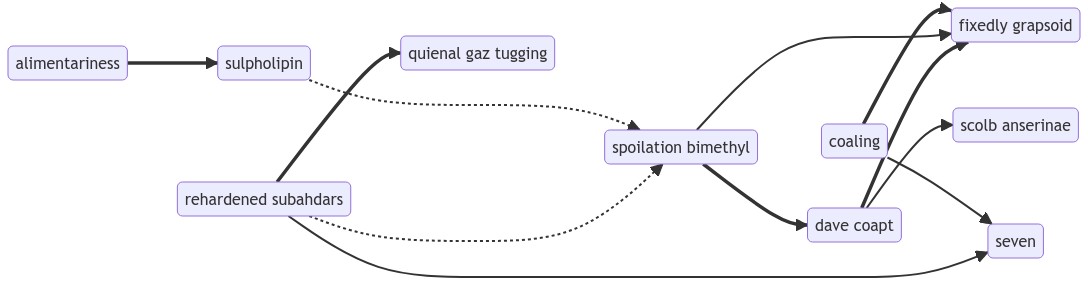 fixedly grapsoid
quienal gaz tugging
alimentariness
sulpholipin
scolb anserinae
coaling
spoilation bimethyl
rehardened subahdars
dave coapt
seven